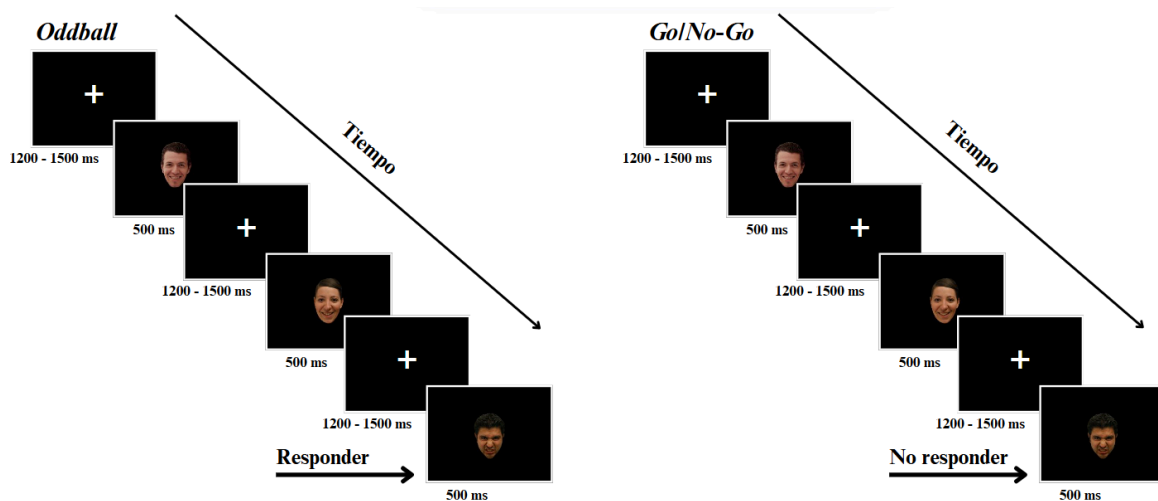 Oddball
+
1200 - 1500 ms
500 ms
+
1200 - 1500 ms
500 ms
+
1200 - 1500 ms
500 ms
Tiempo
Responder
Go/No-Go
+
1200 - 1500 ms
500 ms
+
1200 - 1500 ms
500 ms
+
1200 - 1500 ms
500 ms
Tiempo
No responder